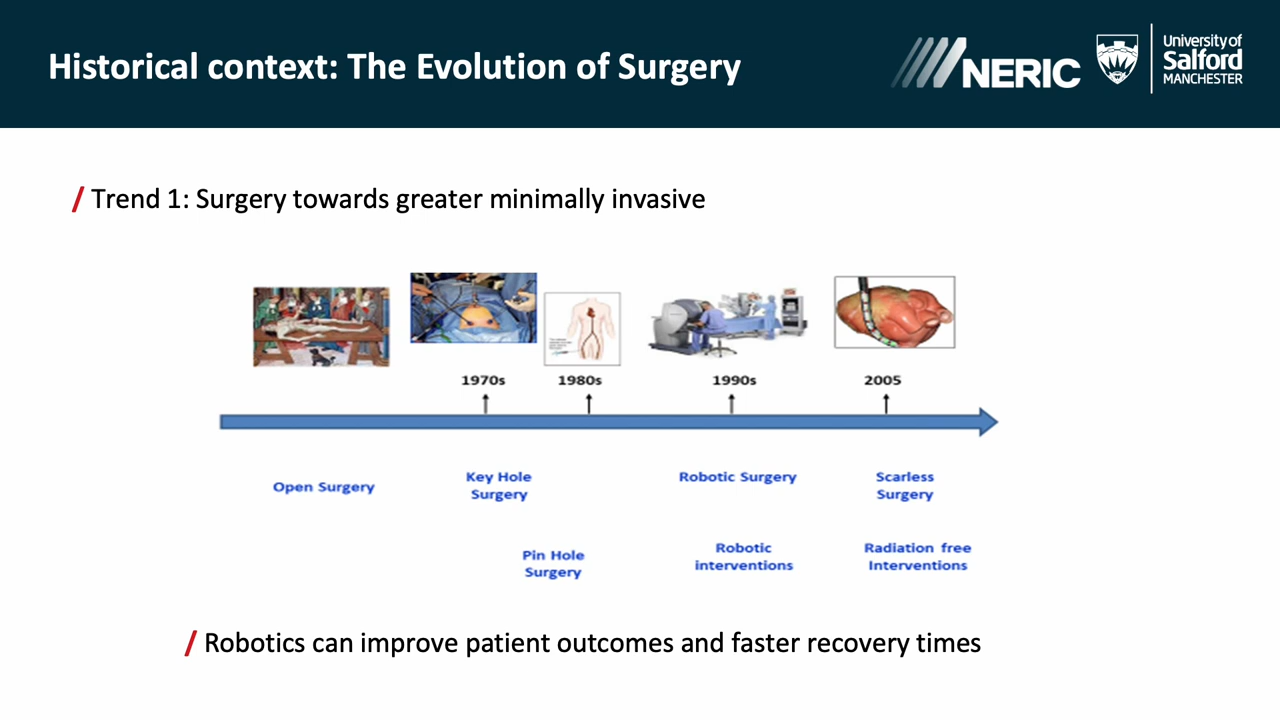 Historical context: The Evolution of Surgery
NERIC
University of
Salford
MANCHESTER
/ Trend 1: Surgery towards greater minimally invasive
1970s
1980s
1990s
2005
Open Surgery
Key Hole
Surgery
Pin Hole
Surgery
Robotic Surgery
Robotic
interventions
Scarless
Surgery
Radiation free
Interventions
/ Robotics can improve patient outcomes and faster recovery times